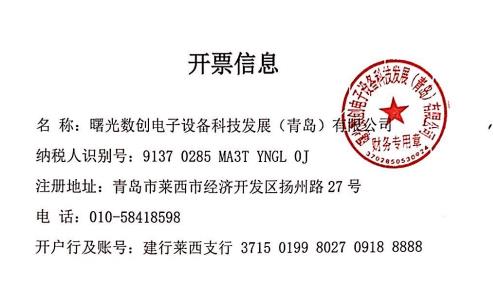 开票信息
名 称：曙光数创电子设备科技发展（青岛）有限公司
纳税人识别号：9137 0285 MA3T YNGL 0J
注册地址：青岛市莱西市经济开发区扬州路 27 号
电 话：010-58418598
开户行及账号：建行莱西支行 3715 0199 8027 0918 8888
曙光数创电子设备科技发展（青岛）有限公司
财务专用章
3702850530924